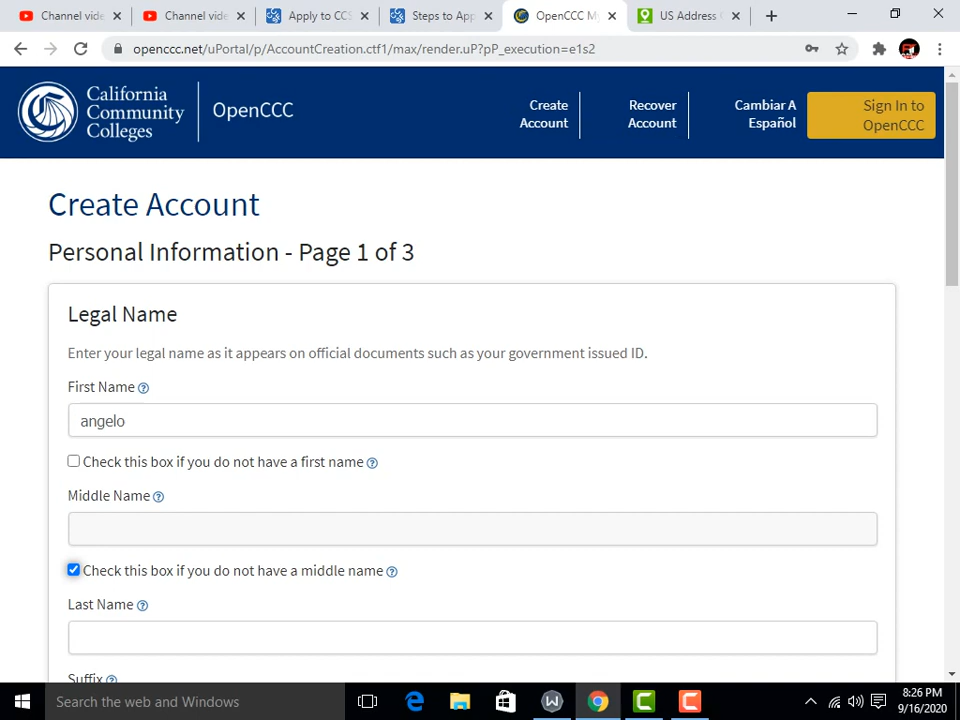 Channel vide
Channel vide
Apply to CCS
Steps to App
OpenCCC My
US Address G
openccc.net/uPortal/p/AccountCreation.ctf1/max/render.uP?pP_execution=e1s2
California
Community
Colleges
OpenCCC
Create
Account
Recover
Account
Cambiar A
Español
Sign In to
OpenCCC
Create Account
Personal Information - Page 1 of 3
Legal Name
Enter your legal name as it appears on official documents such as your government issued ID.
First Name
angelo
Check this box if you do not have a first name
Middle Name
Check this box if you do not have a middle name
Last Name
Suffix
Search the web and Windows
8:26 PM
9/16/2020